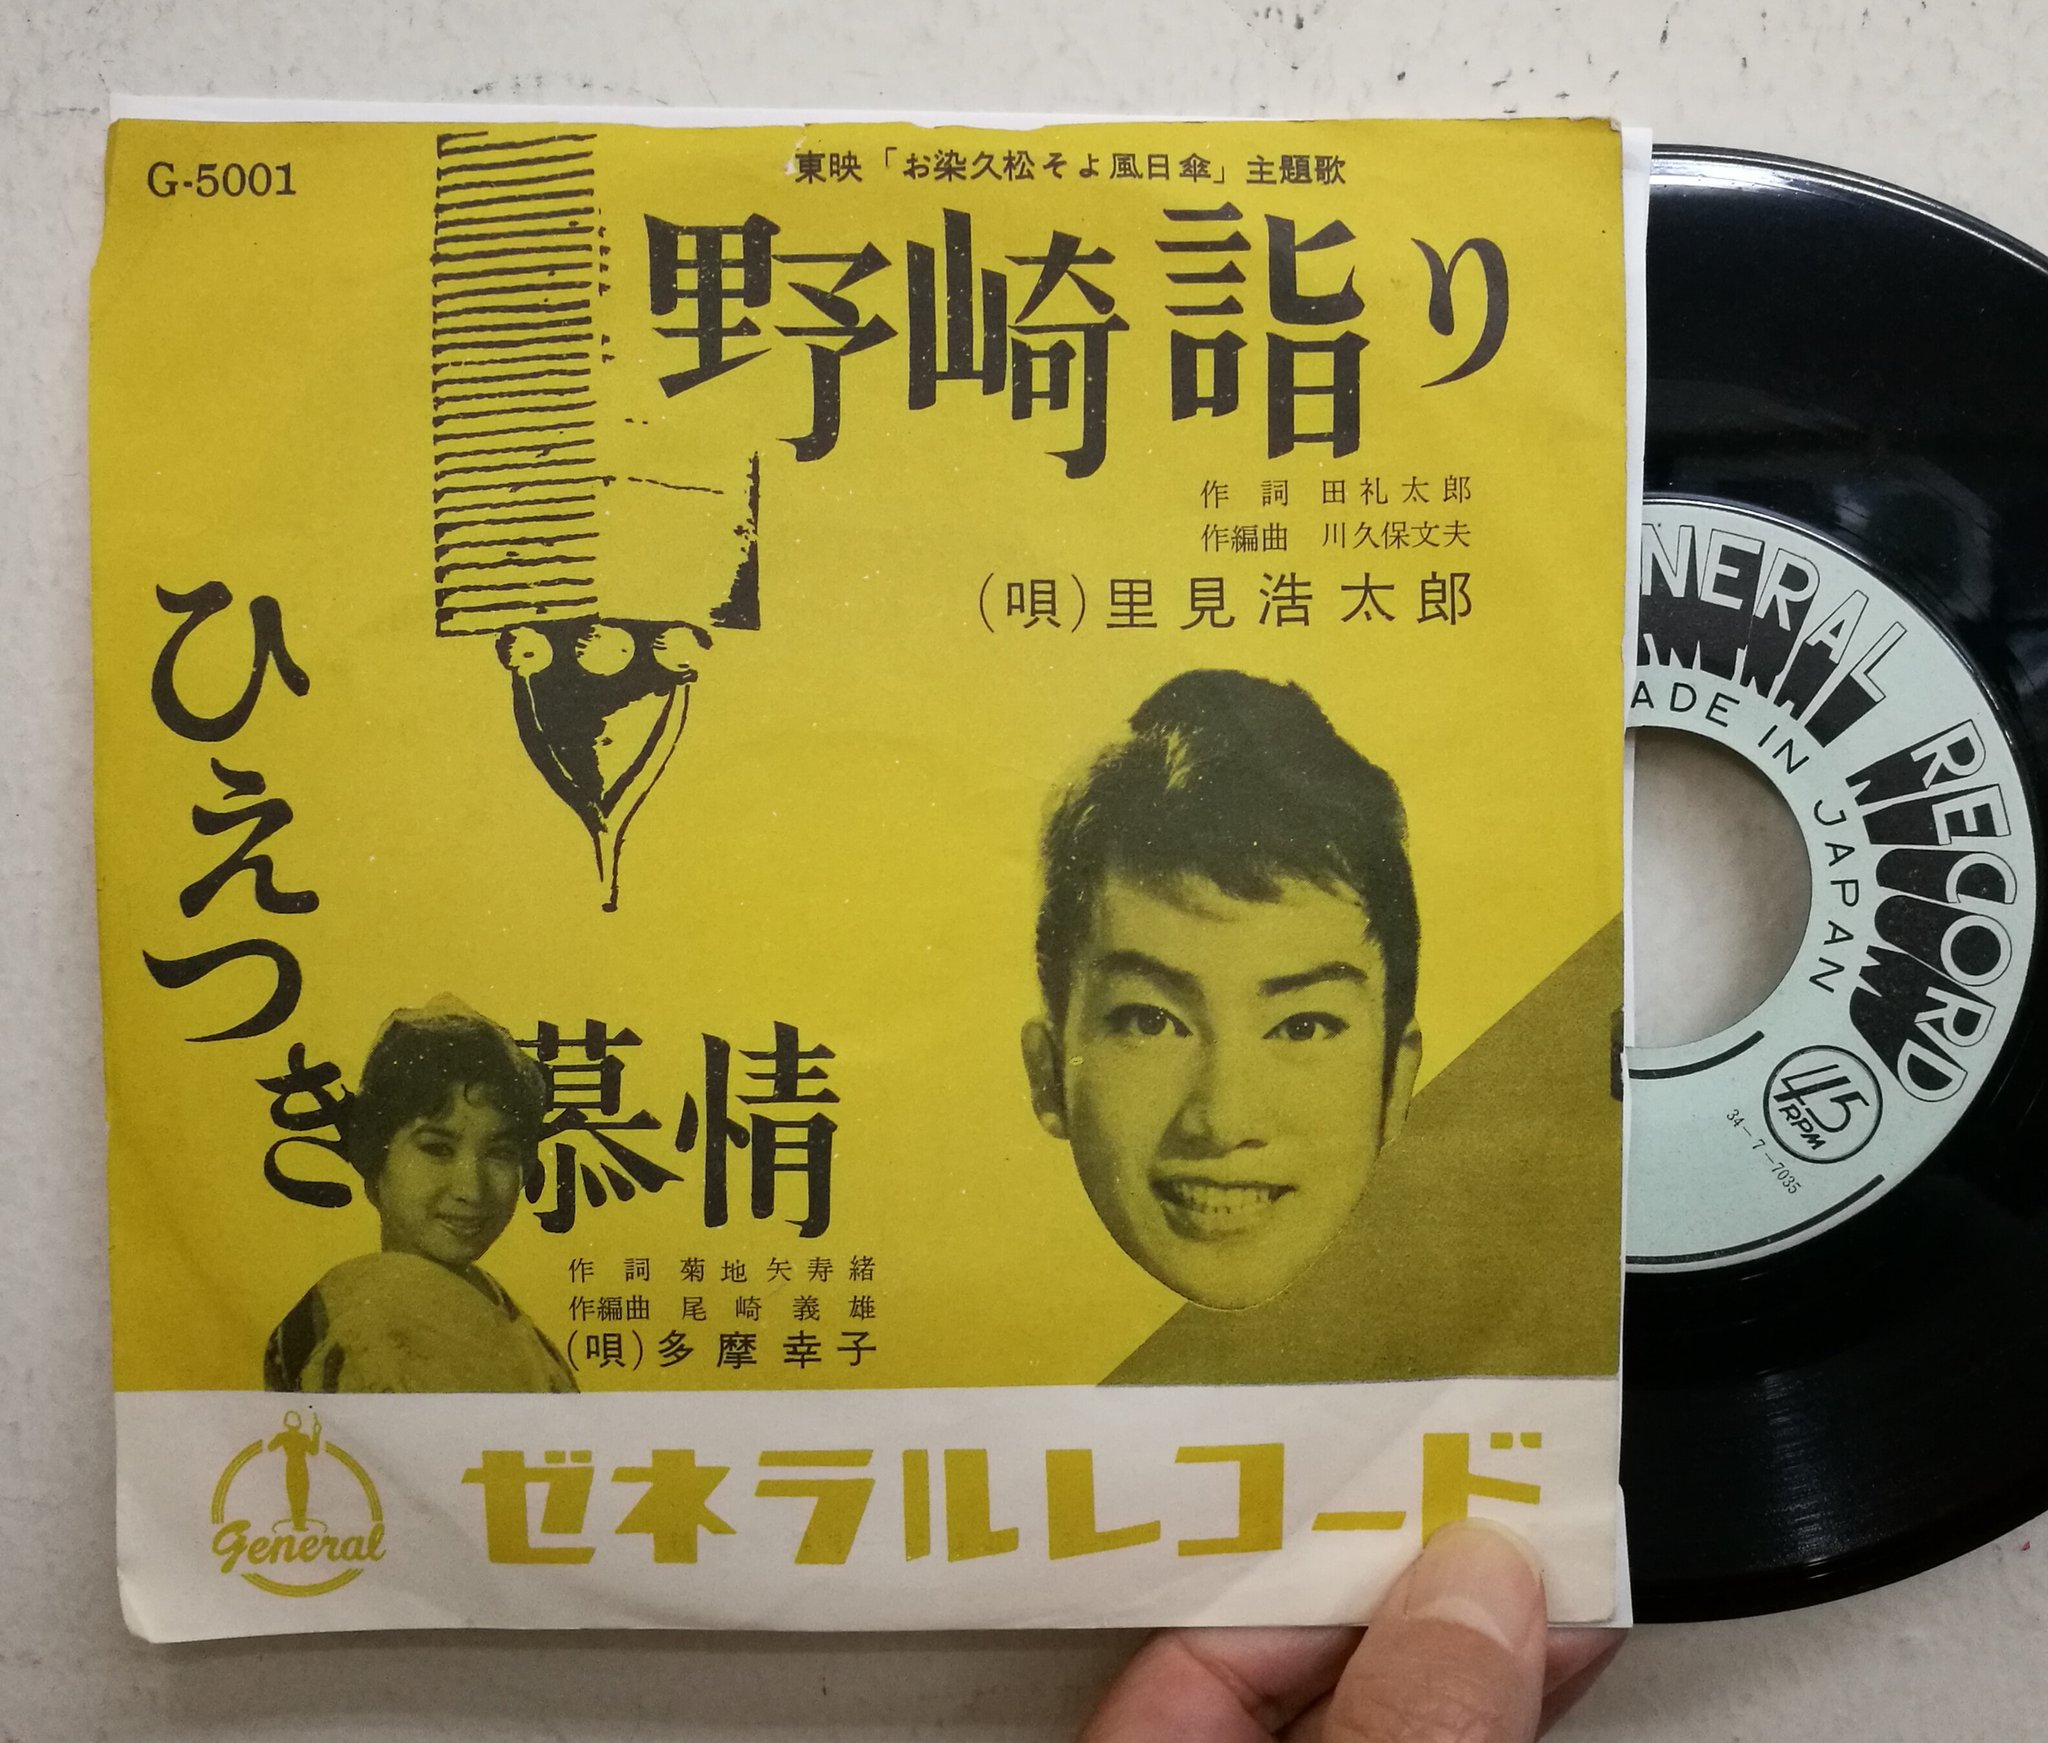 G-5001
東映「お染久松そよ風日傘」主題歌
野崎詣り
作詞 田礼太郎
作編曲 川久保文夫
(唄)里見浩太郎
ひえつき慕情
作詞 菊地矢寿緒
作編曲 尾崎義雄
(唄)多摩幸子
General
ゼネラルレコード
NERAL RECORD
ADE IN JAPAN
45 RPM
34-7-7035